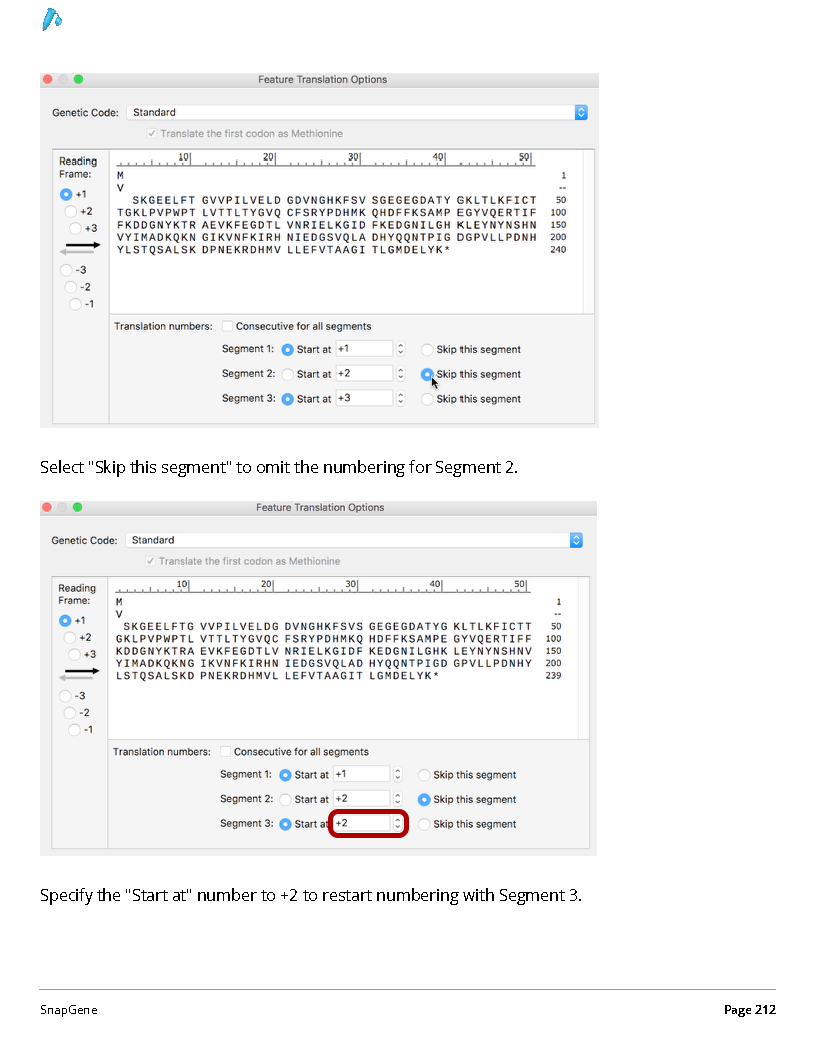 Feature Translation Options
Genetic Code: Standard
Translate the first codon as Methionine
Reading Frame:
10 20 30 40 50
+1
+2
+3
-3
-2
-1
M 1
V --
SKGEELFT GVVPILVELD GDVNGHKFSV SGEGEGDATY GKLTLKFICT 50
TGKLPVPWPT LVTTLTYGVQ CFSRYPDHMK QHDFFKSAMP EGYVQERTIF 100
FKDDGNYKTR AEVKFEGDTL VNRIELKGID FKEDGNILGH KLEYNYNSHN 150
VYIMADKQKN GIKVNFKIRH NIEDGSVQLA DHYQQNTPIG DGPVLLPDNH 200
YLSTQSALSK DPNEKRDHMV LLEFVTAAGI TLGMDELYK* 240
Translation numbers: Consecutive for all segments
Segment 1: Start at +1 Skip this segment
Segment 2: Start at +2 Skip this segment
Segment 3: Start at +3 Skip this segment
Select "Skip this segment" to omit the numbering for Segment 2.
Feature Translation Options
Genetic Code: Standard
Translate the first codon as Methionine
Reading Frame:
10 20 30 40 50
+1
+2
+3
-3
-2
-1
M 1
V --
SKGEELFTG VVPILVELDG DVNGHKFSVS GEGEGDATYG KLTLKFICTT 50
GKLPVPWPTL VTTLTYGVQC FSRYPDHMKQ HDFFKSAMPE GYVQERTIFF 100
KDDGNYKTRA EVKFEGDTLV NRIELKGIDF KEDGNILGHK LEYNYNSHNV 150
YIMADKQKNG IKVNFKIRHN IEDGSVQLAD HYQQNTPIGD GPVLLPDNHY 200
LSTQSALSKD PNEKRDHMVL LEFVTAAGIT LGMDELYK* 239
Translation numbers: Consecutive for all segments
Segment 1: Start at +1 Skip this segment
Segment 2: Start at +2 Skip this segment
Segment 3: Start at +2 Skip this segment
Specify the "Start at" number to +2 to restart numbering with Segment 3.
SnapGene Page 212